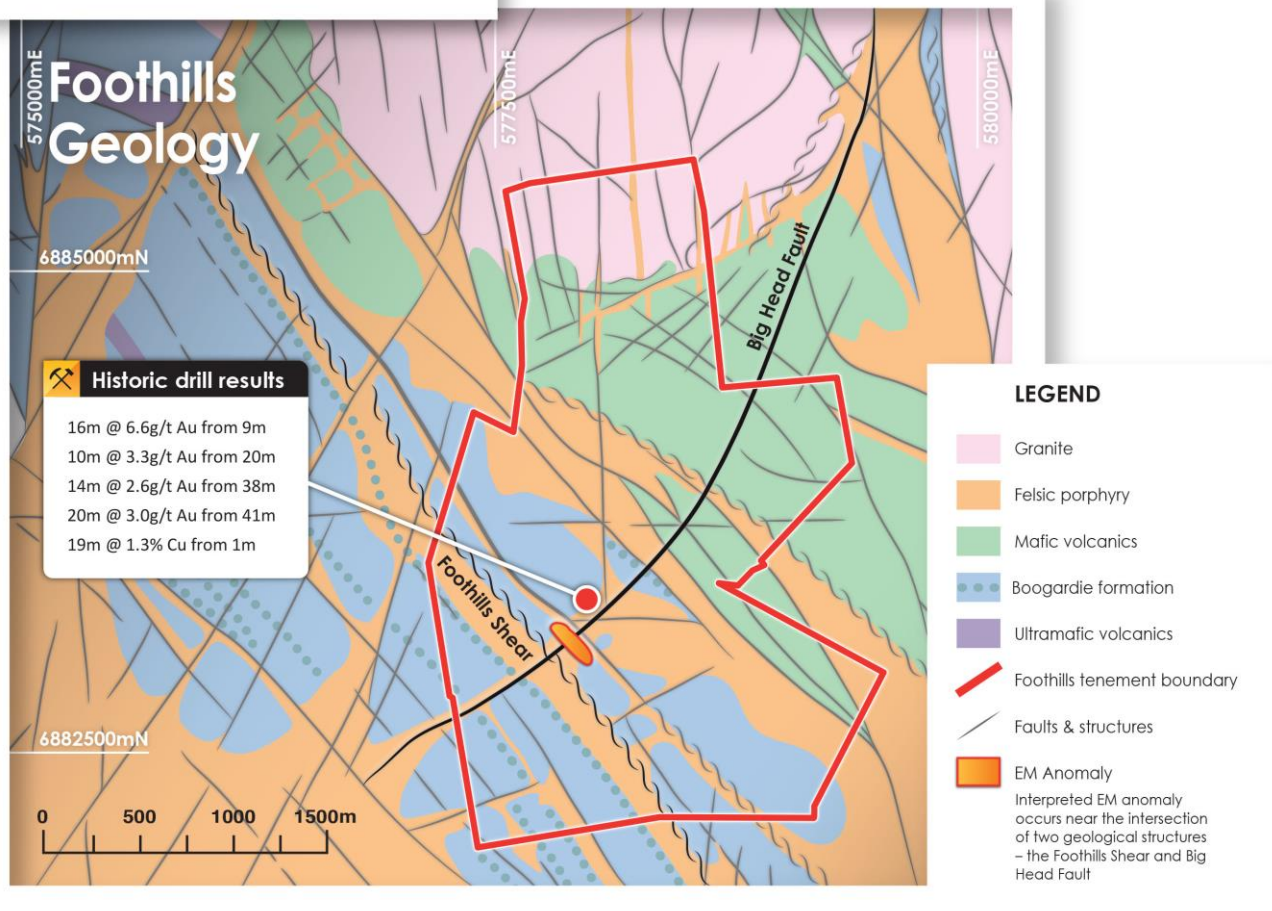 Foothills
Geology
575000mE
577500mE
580000mE
6885000mN
Big Head Fault
Historic drill results
16m @ 6.6g/t Au from 9m
10m @ 3.3g/t Au from 20m
14m @ 2.6g/t Au from 38m
20m @ 3.0g/t Au from 41m
19m @ 1.3% Cu from 1m
Foothills Shear
6882500mN
0 500 1000 1500m
LEGEND
Granite
Felsic porphyry
Mafic volcanics
Boogardie formation
Ultramafic volcanics
Foothills tenement boundary
Faults & structures
EM Anomaly
Interpreted EM anomaly
occurs near the intersection
of two geological structures
– the Foothills Shear and Big
Head Fault